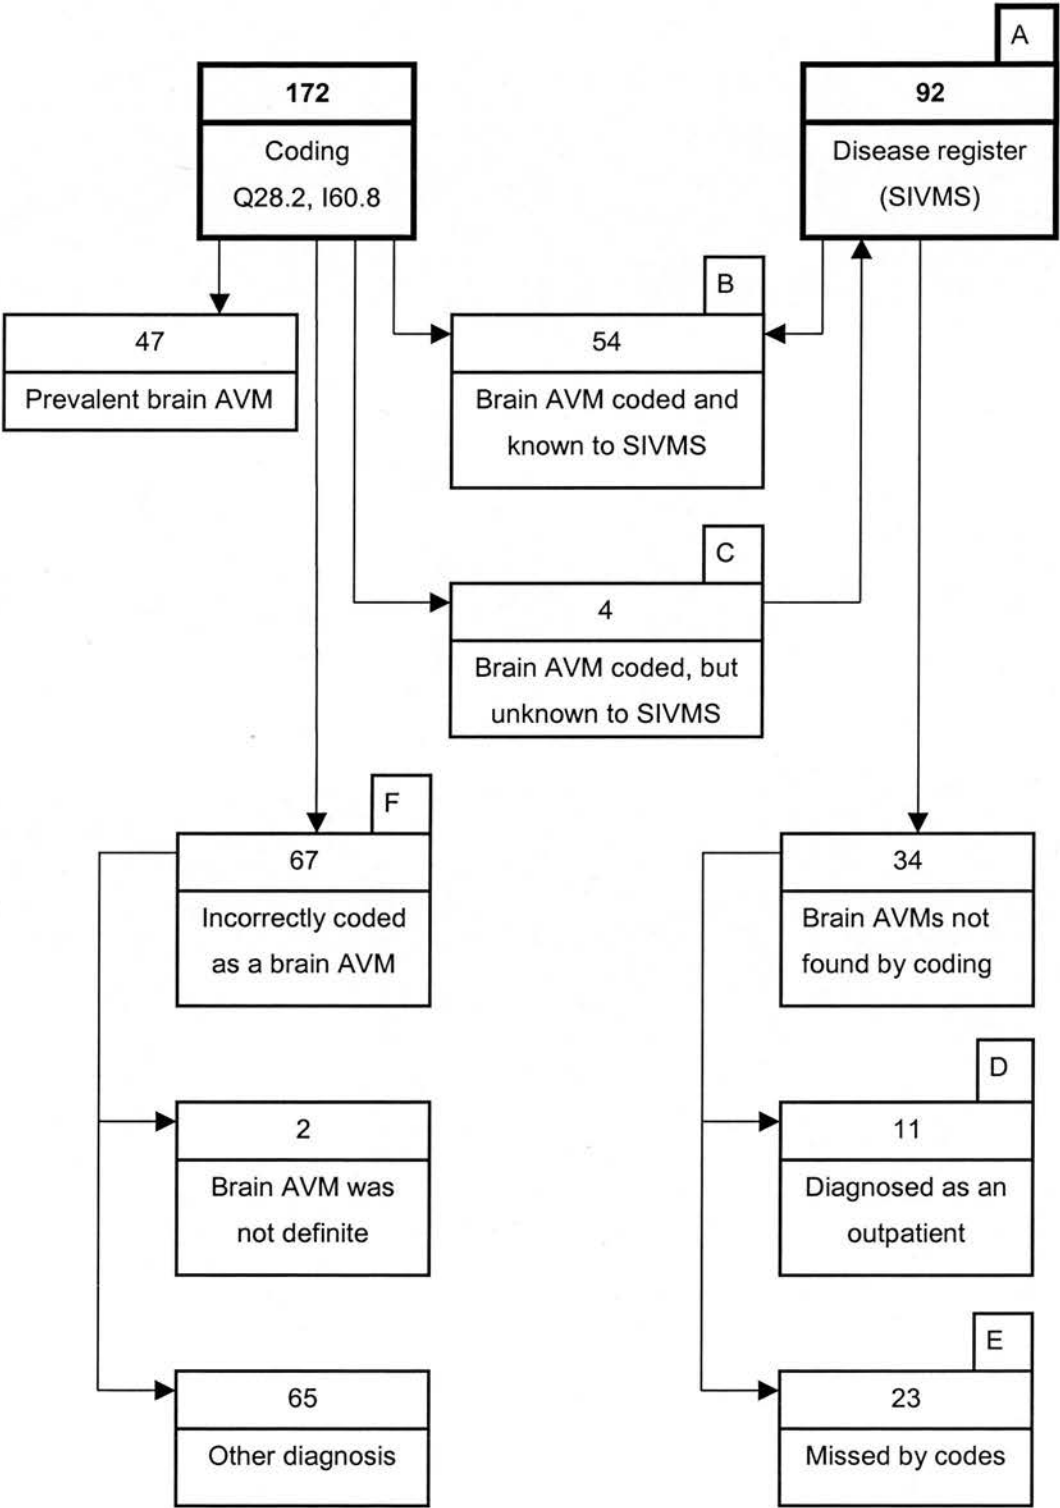 A
172
Coding
Q28.2, I60.8
92
Disease register
(SIVMS)
47
Prevalent brain AVM
B
54
Brain AVM coded and
known to SIVMS
C
4
Brain AVM coded, but
unknown to SIVMS
F
67
Incorrectly coded
as a brain AVM
34
Brain AVMs not
found by coding
2
Brain AVM was
not definite
D
11
Diagnosed as an
outpatient
65
Other diagnosis
E
23
Missed by codes